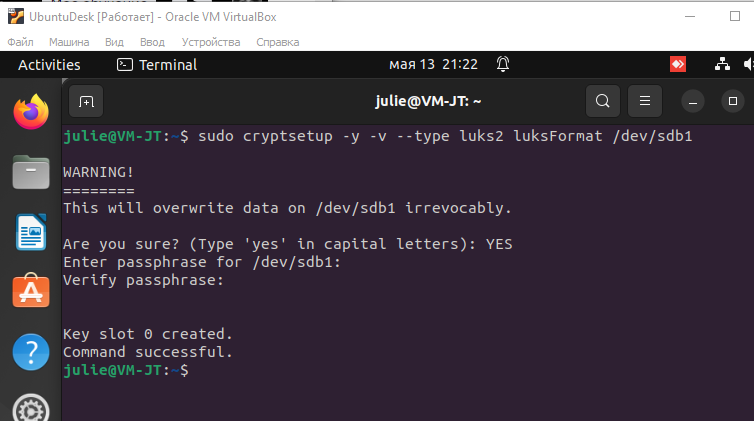 UbuntuDesk [Работает] - Oracle VM VirtualBox
Файл Машина Вид Ввод Устройства Справка
Activities Terminal мая 13 21:22
julie@VM-JT: ~
julie@VM-JT:~$ sudo cryptsetup -y -v --type luks2 luksFormat /dev/sdb1
WARNING!
========
This will overwrite data on /dev/sdb1 irrevocably.
Are you sure? (Type 'yes' in capital letters): YES
Enter passphrase for /dev/sdb1:
Verify passphrase:
Key slot 0 created.
Command successful.
julie@VM-JT:~$